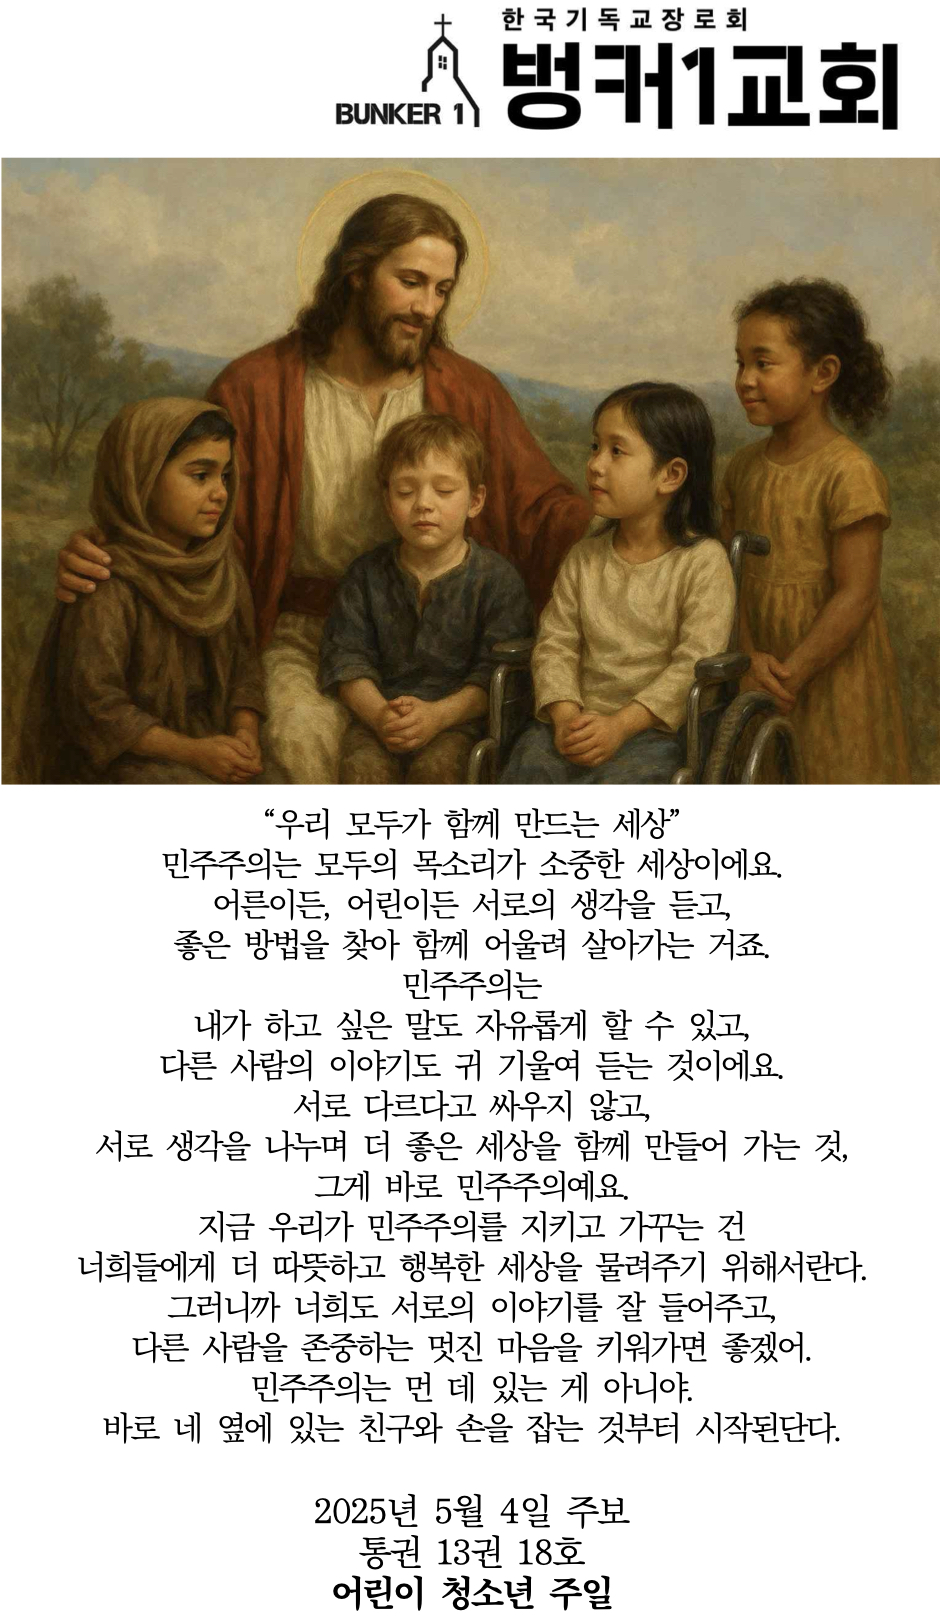 한국기독교장로회
BUNKER 1
벙커1교회
“우리 모두가 함께 만드는 세상”
민주주의는 모두의 목소리가 소중한 세상이에요.
어른이든, 어린이든 서로의 생각을 듣고,
좋은 방법을 찾아 함께 어울려 살아가는 거죠.
민주주의는
내가 하고 싶은 말도 자유롭게 할 수 있고,
다른 사람의 이야기도 귀 기울여 듣는 것이에요.
서로 다르다고 싸우지 않고,
서로 생각을 나누며 더 좋은 세상을 함께 만들어 가는 것,
그게 바로 민주주의예요.
지금 우리가 민주주의를 지키고 가꾸는 건
너희들에게 더 따뜻하고 행복한 세상을 물려주기 위해서란다.
그러니까 너희도 서로의 이야기를 잘 들어주고,
다른 사람을 존중하는 멋진 마음을 키워가면 좋겠어.
민주주의는 먼 데 있는 게 아니야.
바로 네 옆에 있는 친구와 손을 잡는 것부터 시작된단다.
2025년 5월 4일 주보
통권 13권 18호
어린이 청소년 주일